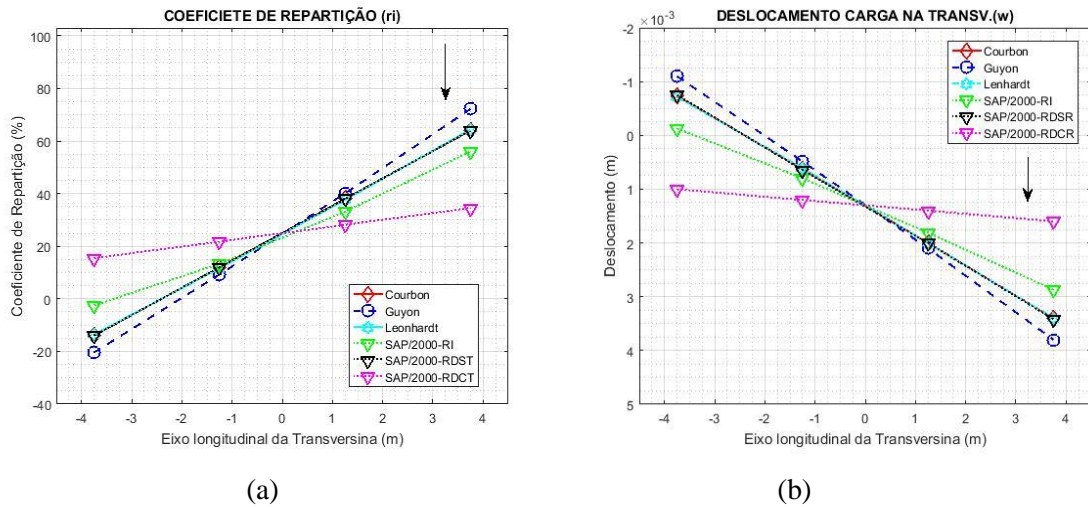 COEFICIETE DE REPARTIÇÃO (ri)
100
80
60
40
20
0
-20
-40
Coeficiente de Repartição (%)
Courbon
Guyon
Leonhardt
SAP/2000-RI
SAP/2000-RDST
SAP/2000-RDCT
-4 -3 -2 -1 0 1 2 3 4
Eixo longitudinal da Transversina (m)
(a)
×10⁻³
DESLOCAMENTO CARGA NA TRANSV.(w)
-2
-1
0
1
2
3
4
5
Deslocamento (m)
Courbon
Guyon
Lenhardt
SAP/2000-RI
SAP/2000-RDSR
SAP/2000-RDCR
-4 -3 -2 -1 0 1 2 3 4
Eixo longitudinal da Transversina (m)
(b)